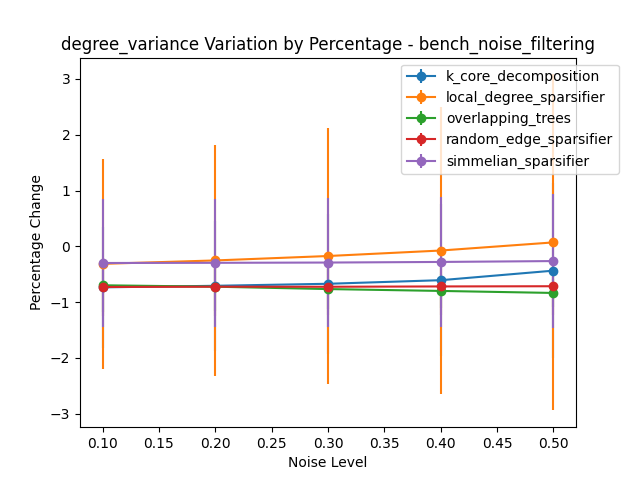 degree_variance Variation by Percentage - bench_noise_filtering
k_core_decomposition
local_degree_sparsifier
overlapping_trees
random_edge_sparsifier
simmelian_sparsifier
Percentage Change
3
2
1
0
−1
−2
−3
0.10 0.15 0.20 0.25 0.30 0.35 0.40 0.45 0.50
Noise Level